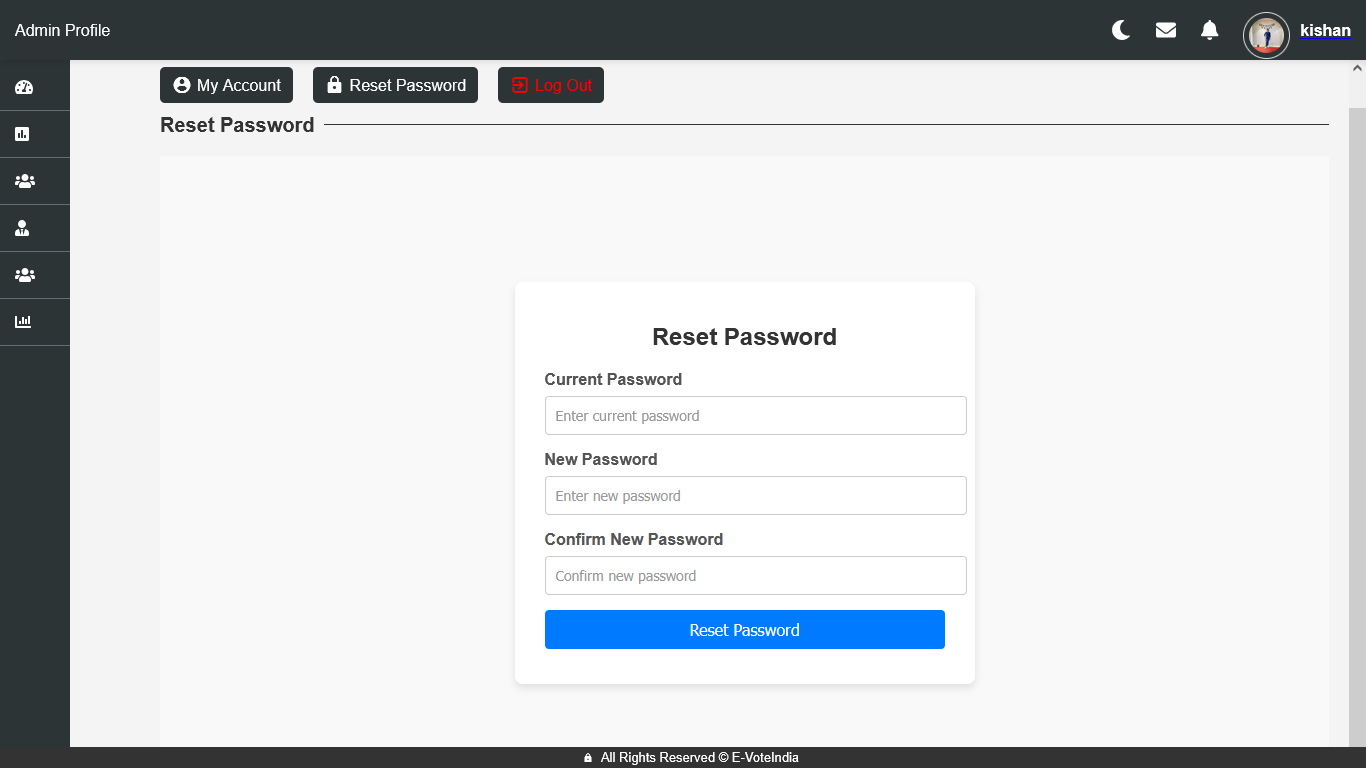 Admin Profile
kishan
My Account
Reset Password
Log Out
Reset Password
Reset Password
Current Password
Enter current password
New Password
Enter new password
Confirm New Password
Confirm new password
Reset Password
All Rights Reserved © E-VoteIndia